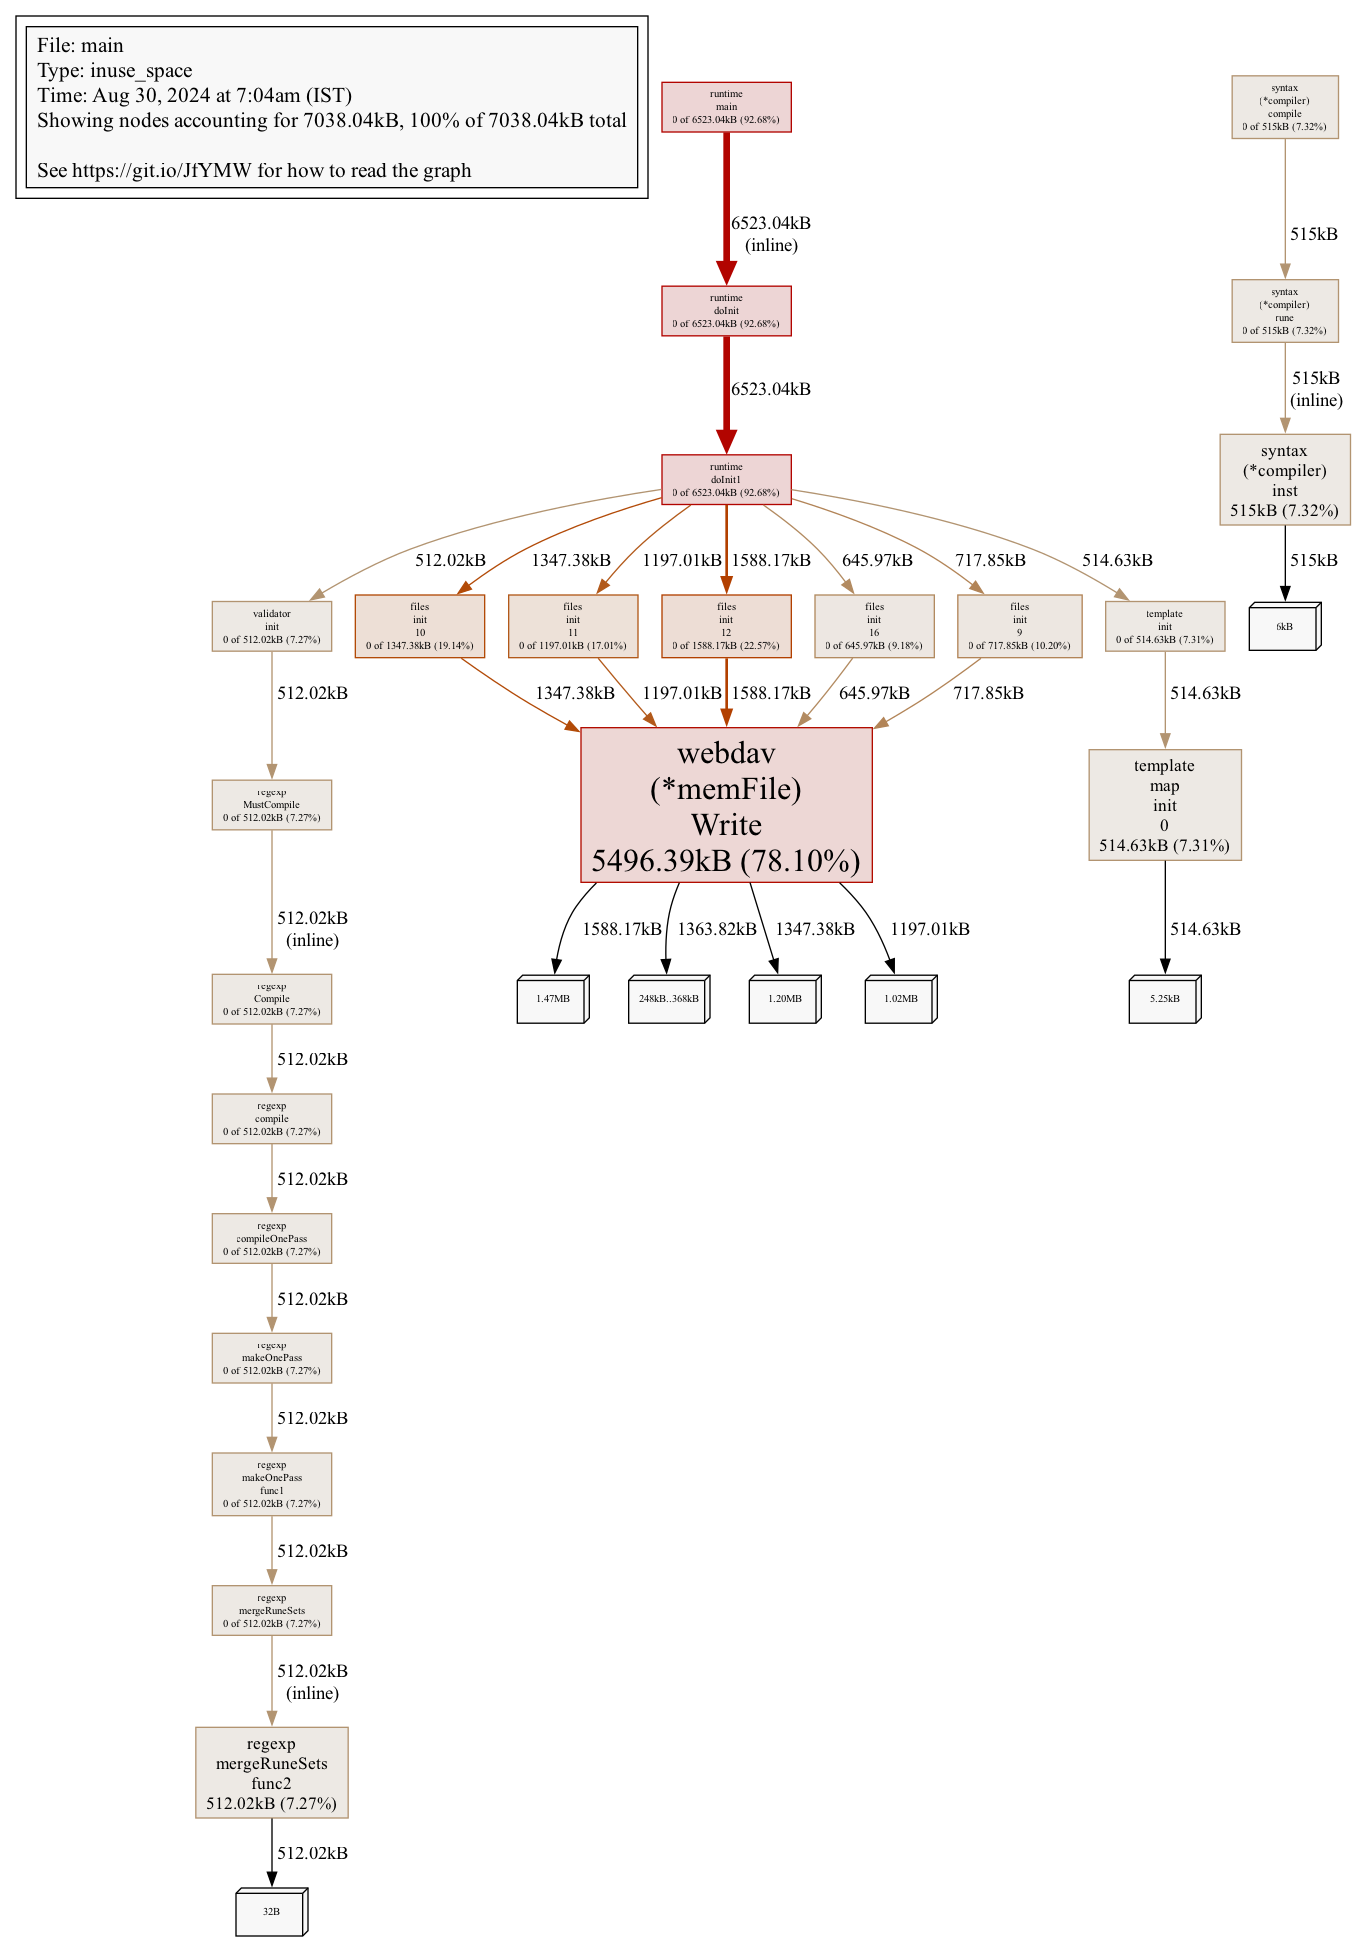 File: main
Type: inuse_space
Time: Aug 30, 2024 at 7:04am (IST)
Showing nodes accounting for 7038.04kB, 100% of 7038.04kB total
See https://git.io/JfYMW for how to read the graph
runtime
main
0 of 6523.04kB (92.68%)
syntax
(*compiler)
compile
0 of 515kB (7.32%)
6523.04kB
(inline)
515kB
runtime
doInit
0 of 6523.04kB (92.68%)
syntax
(*compiler)
rune
0 of 515kB (7.32%)
6523.04kB
515kB
(inline)
runtime
doInit1
0 of 6523.04kB (92.68%)
syntax
(*compiler)
inst
515kB (7.32%)
512.02kB
1347.38kB
1197.01kB
1588.17kB
645.97kB
717.85kB
514.63kB
515kB
validator
init
0 of 512.02kB (7.27%)
files
init
10
0 of 1347.38kB (19.14%)
files
init
11
0 of 1197.01kB (17.01%)
files
init
12
0 of 1588.17kB (22.57%)
files
init
16
0 of 645.97kB (9.18%)
files
init
9
0 of 717.85kB (10.20%)
template
init
0 of 514.63kB (7.31%)
6kB
512.02kB
1347.38kB
1197.01kB
1588.17kB
645.97kB
717.85kB
514.63kB
regexp
MustCompile
0 of 512.02kB (7.27%)
webdav
(*memFile)
Write
5496.39kB (78.10%)
template
map
init
0
514.63kB (7.31%)
512.02kB
(inline)
1588.17kB
1363.82kB
1347.38kB
1197.01kB
514.63kB
regexp
Compile
0 of 512.02kB (7.27%)
1.47MB
248kB..368kB
1.20MB
1.02MB
5.25kB
512.02kB
regexp
compile
0 of 512.02kB (7.27%)
512.02kB
regexp
compileOnePass
0 of 512.02kB (7.27%)
512.02kB
regexp
makeOnePass
0 of 512.02kB (7.27%)
512.02kB
regexp
makeOnePass
func1
0 of 512.02kB (7.27%)
512.02kB
regexp
mergeRuneSets
0 of 512.02kB (7.27%)
512.02kB
(inline)
regexp
mergeRuneSets
func2
512.02kB (7.27%)
512.02kB
32B